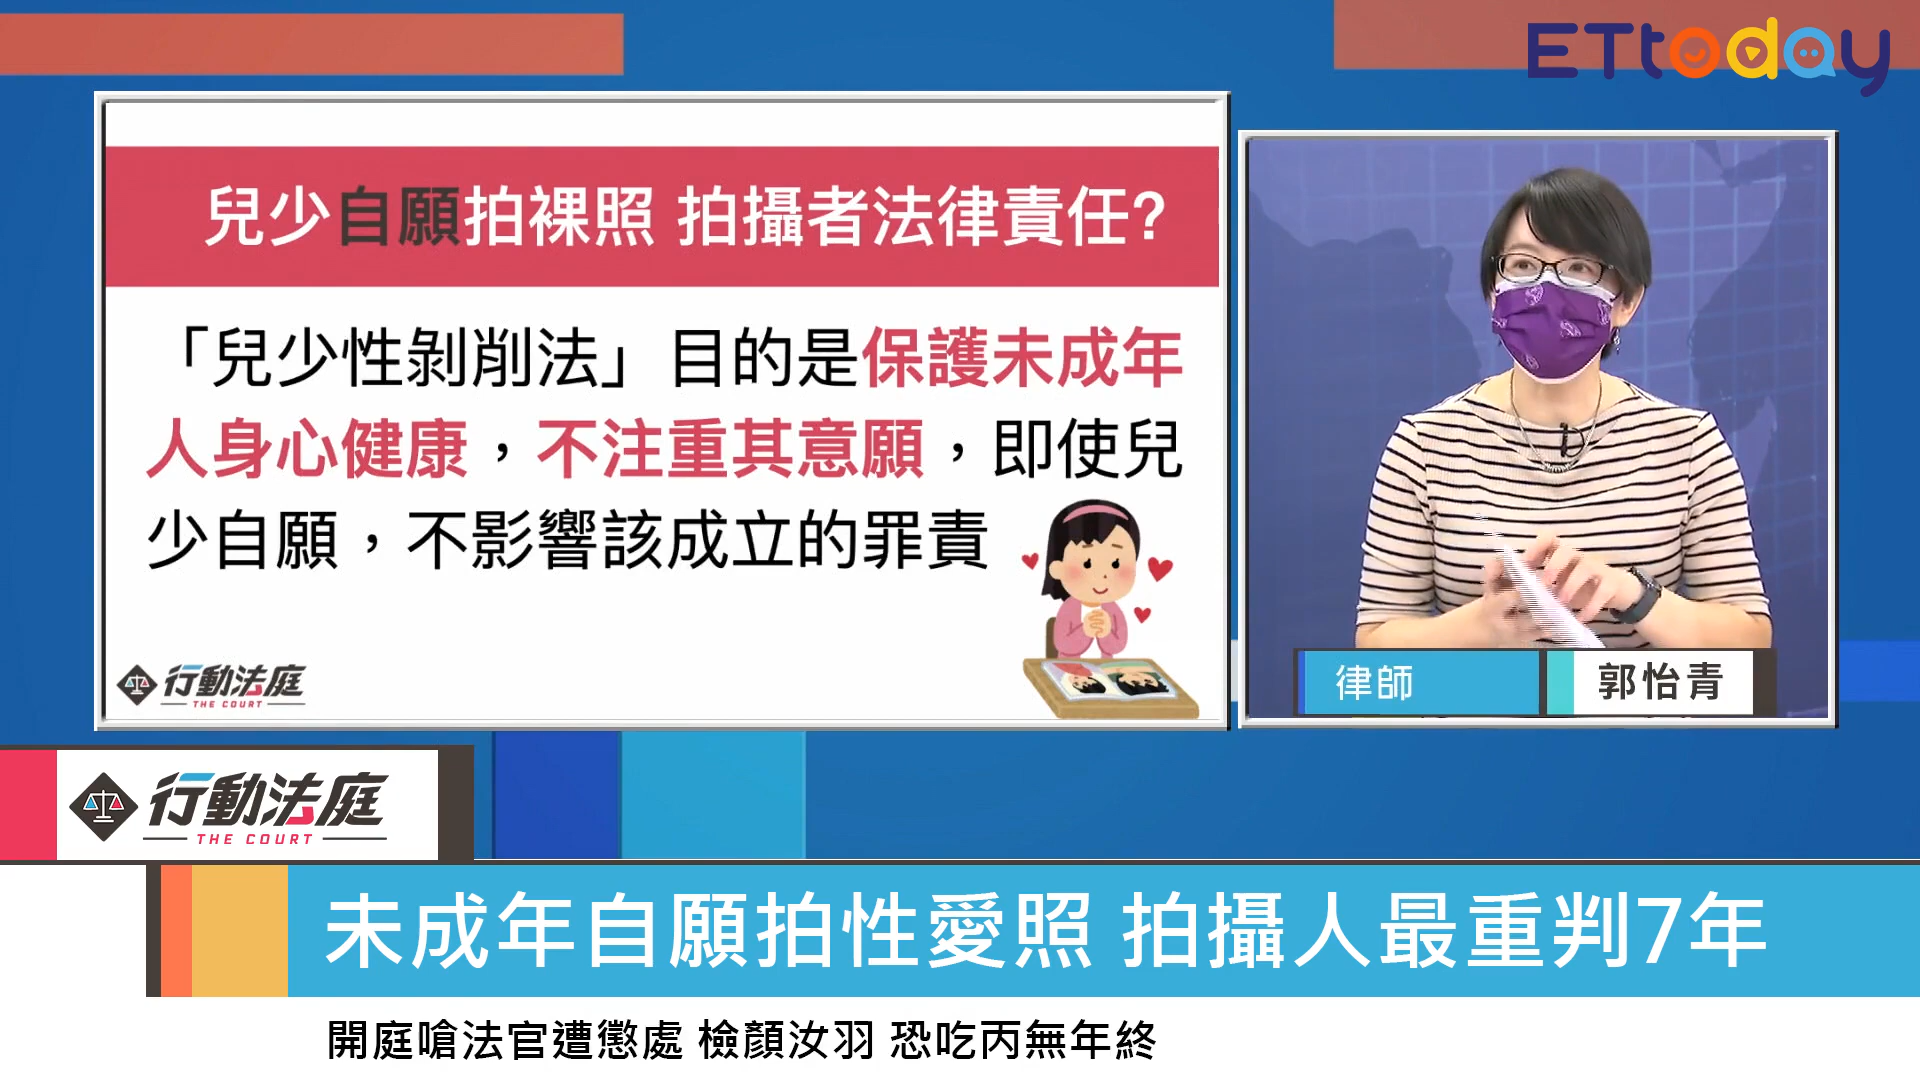 ETtoday
兒少自願拍裸照 拍攝者法律責任?
「兒少性剝削法」目的是保護未成年
人身心健康，不注重其意願，即使兒
少自願，不影響該成立的罪責
行動法庭
THE COURT
律師 郭怡青
行動法庭
THE COURT
未成年自願拍性愛照 拍攝人最重判7年
開庭嗆法官遭懲處 檢顏汝羽 恐吃丙無年終